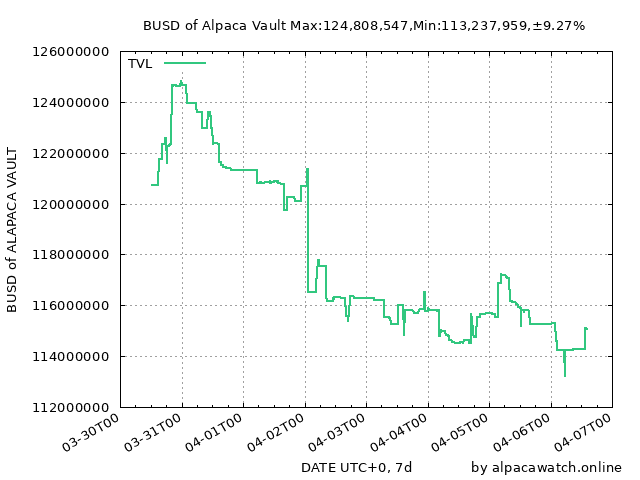 BUSD of Alpaca Vault Max:124,808,547,Min:113,237,959,±9.27%
TVL
126000000
124000000
122000000
120000000
118000000
116000000
114000000
112000000
BUSD of ALAPACA VAULT
03-30T00
03-31T00
04-01T00
04-02T00
04-03T00
04-04T00
04-05T00
04-06T00
04-07T00
DATE UTC+0, 7d
by alpacawatch.online